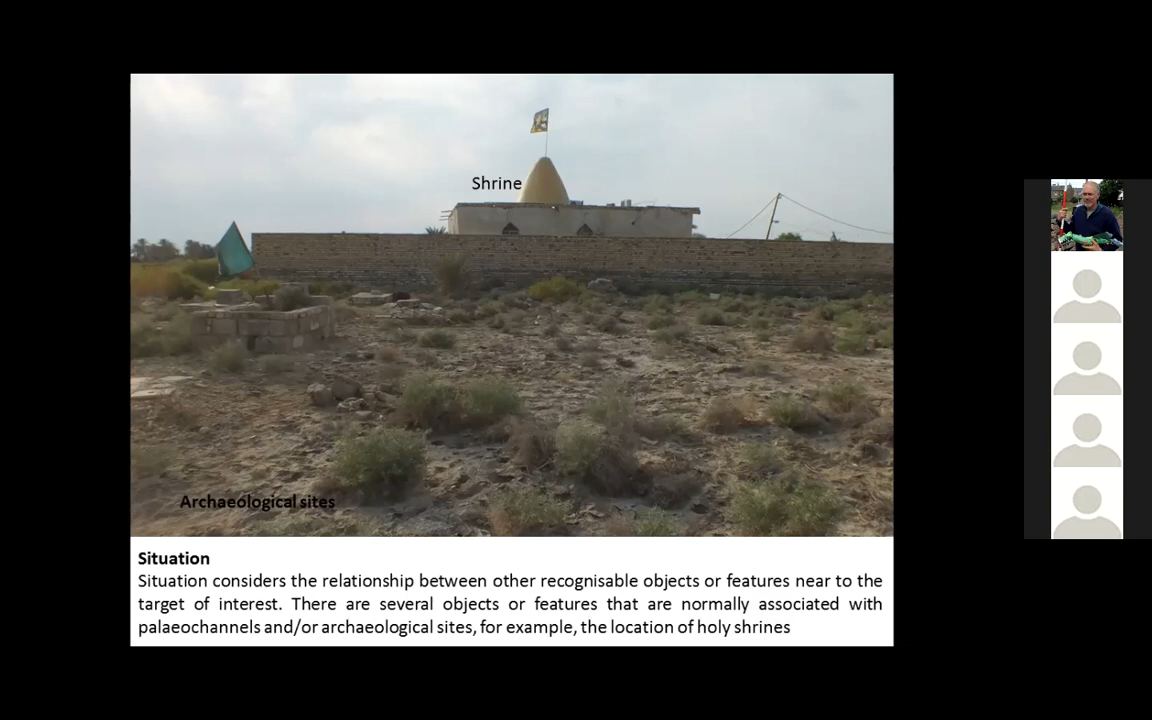 Shrine
Archaeological sites
Situation
Situation considers the relationship between other recognisable objects or features near to the
target of interest. There are several objects or features that are normally associated with
palaeochannels and/or archaeological sites, for example, the location of holy shrines